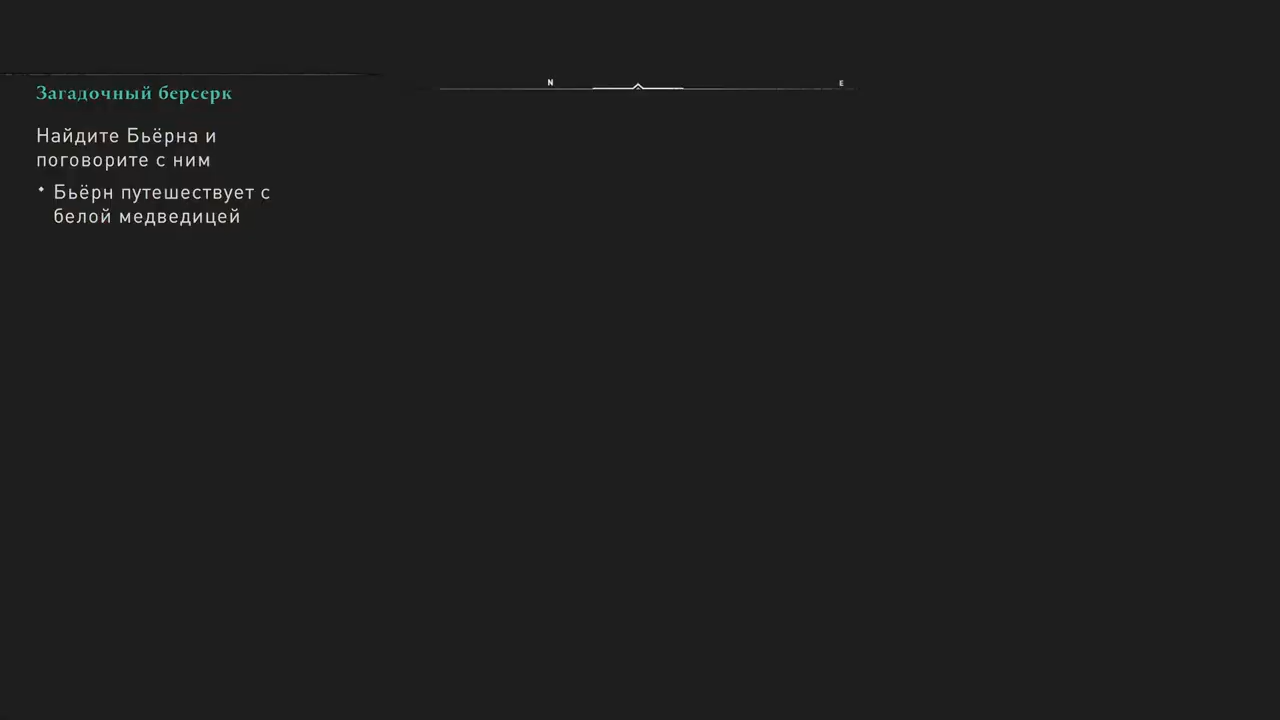 N
E
Загадочный берсерк
Найдите Бьёрна и
поговорите с ним
Бьёрн путешествует с
белой медведицей